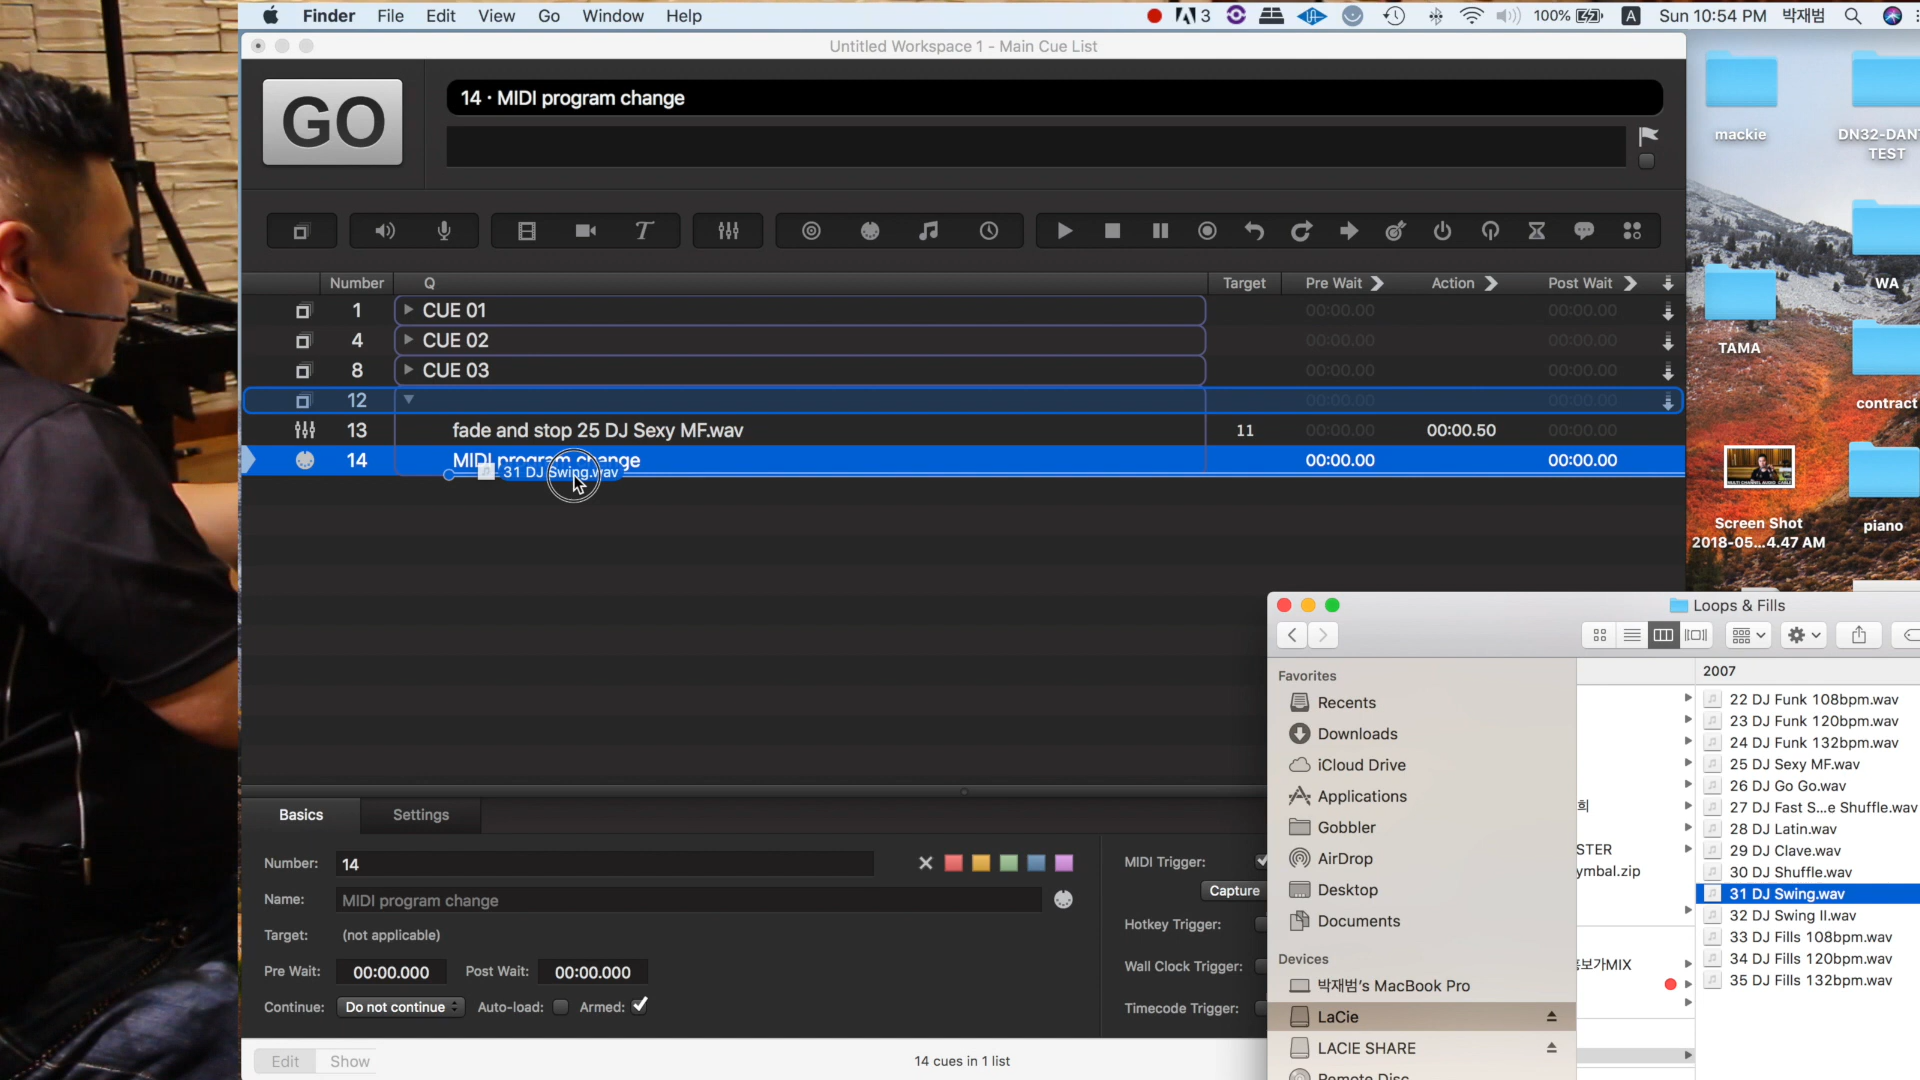 Finder File Edit View Go Window Help
3 100% A Sun 10:54 PM 박재범
Untitled Workspace 1 - Main Cue List
GO
14 · MIDI program change
Number Q Target Pre Wait Action Post Wait
1 CUE 01 00:00.00 00:00.00
4 CUE 02 00:00.00 00:00.00
8 CUE 03 00:00.00 00:00.00
12 00:00.00 00:00.00
13 fade and stop 25 DJ Sexy MF.wav 11 00:00.00 00:00.50 00:00.00
14 MIDI program change 00:00.00 00:00.00
31 DJ Swing.wav
Basics Settings
Number: 14
Name: MIDI program change
Target: (not applicable)
Pre Wait: 00:00.000 Post Wait: 00:00.000
Continue: Do not continue Auto-load: Armed:
MIDI Trigger:
Capture
Hotkey Trigger:
Wall Clock Trigger:
Timecode Trigger:
Edit Show
14 cues in 1 list
mackie
DN32-DANT
TEST
WA
TAMA
contract
Screen Shot
2018-05...4.47 AM
piano
Loops & Fills
Favorites
Recents
Downloads
iCloud Drive
Applications
Gobbler
AirDrop
Desktop
Documents
Devices
박재범's MacBook Pro
LaCie
LACIE SHARE
Remote Disc
희
STER
ymbal.zip
보가MIX
2007
22 DJ Funk 108bpm.wav
23 DJ Funk 120bpm.wav
24 DJ Funk 132bpm.wav
25 DJ Sexy MF.wav
26 DJ Go Go.wav
27 DJ Fast S...e Shuffle.wav
28 DJ Latin.wav
29 DJ Clave.wav
30 DJ Shuffle.wav
31 DJ Swing.wav
32 DJ Swing II.wav
33 DJ Fills 108bpm.wav
34 DJ Fills 120bpm.wav
35 DJ Fills 132bpm.wav